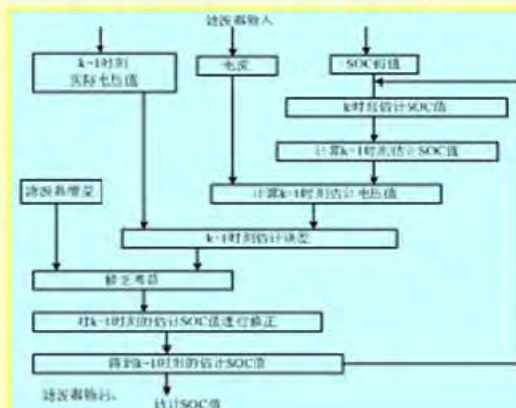 滤波器输入
k-1时刻
实际电压值
电流
SOC初值
k时刻估计SOC值
计算k-1时刻估计SOC值
滤波器增益
计算k-1时刻估计电压值
k-1时刻估计误差
修正增益
对k-1时刻的估计SOC值进行修正
得到k-1时刻的估计SOC值
滤波器输出:
估计SOC值